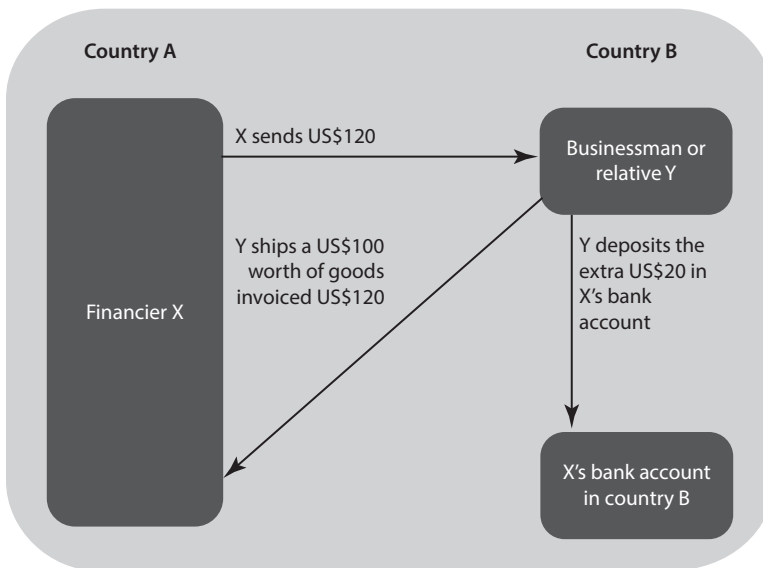 Country A
Country B
X sends US$120
Businessman or
relative Y
Y ships a US$100
worth of goods
invoiced US$120
Y deposits the
extra US$20 in
X’s bank
account
Financier X
X’s bank account
in country B